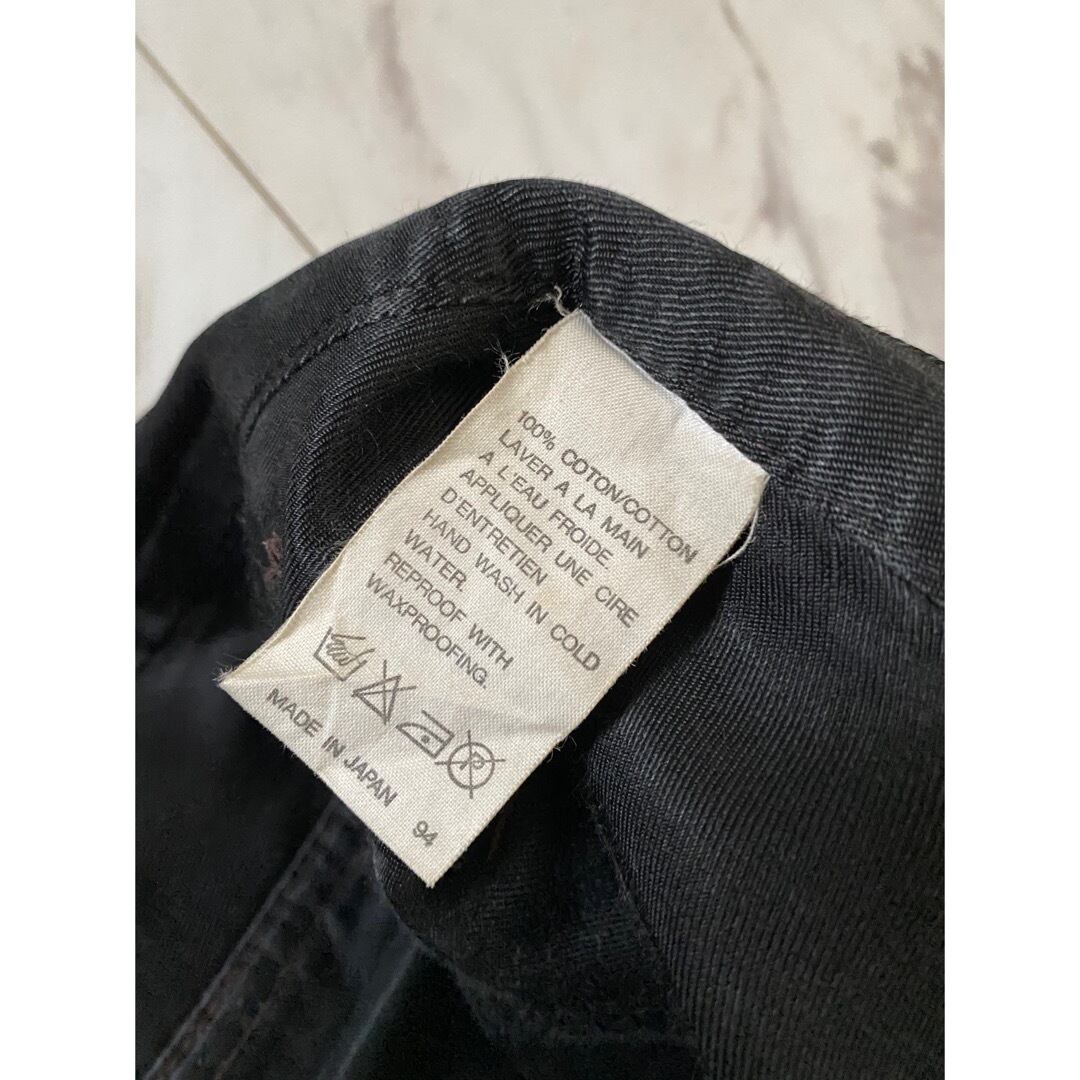 100% COTON/COTTON
LAVER A LA MAIN
A L'EAU FROIDE.
APPLIQUER UNE CIRE
D'ENTRETIEN
HAND WASH IN COLD
WATER.
REPROOF WITH
WAXPROOFING.
P
MADE IN JAPAN
94